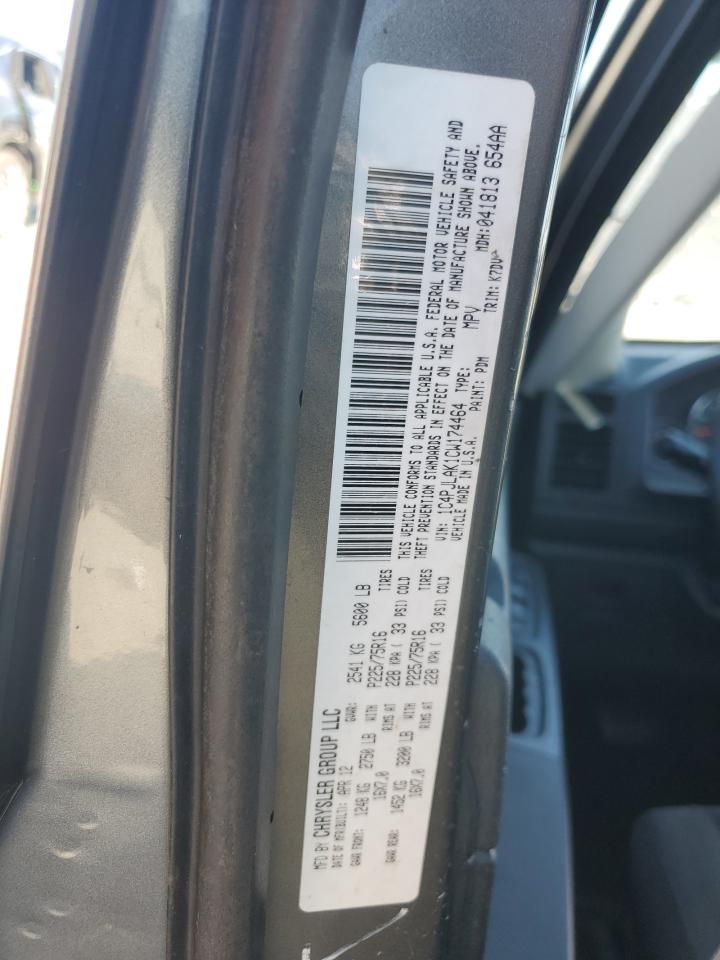 MFD BY CHRYSLER GROUP LLC
DATE OF MFR(BUILT): APR 12 GVWR: 2541 KG 5600 LB
GAWR FRONT: 1248 KG 2750 LB WITH P225/75R16 TIRES
16X7.0 RIMS AT 228 KPA ( 33 PSI) COLD
GAWR REAR: 1452 KG 3200 LB WITH P225/75R16 TIRES
16X7.0 RIMS AT 228 KPA ( 33 PSI) COLD
THIS VEHICLE CONFORMS TO ALL APPLICABLE U.S.A. FEDERAL MOTOR VEHICLE SAFETY AND
THEFT PREVENTION STANDARDS IN EFFECT ON THE DATE OF MANUFACTURE SHOWN ABOVE.
VIN: 1C4PJLAK1CW174464 TYPE: MPV MDH:041813 654AA
VEHICLE MADE IN U.S.A. PAINT: PDM TRIM: